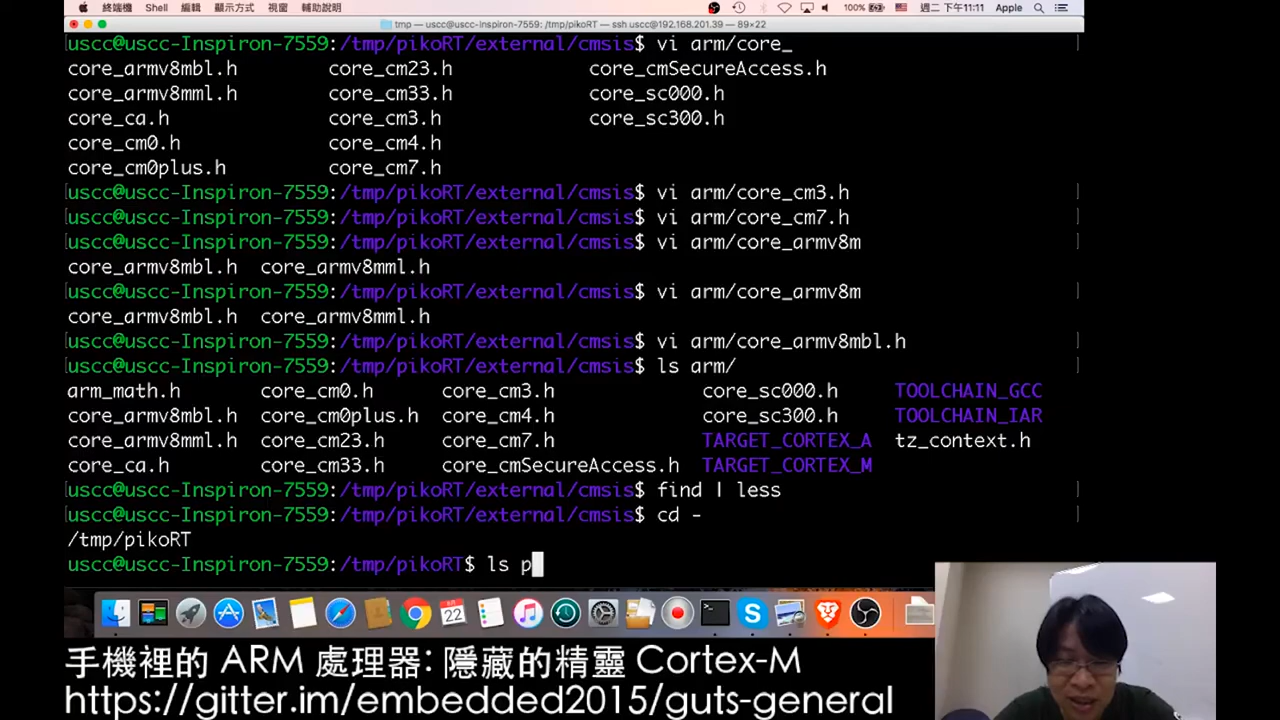 終端機 Shell 編輯 顯示方式 視窗 輔助說明 100% 週二 下午11:11 Apple
tmp — uscc@uscc-Inspiron-7559: /tmp/pikoRT — ssh uscc@192.168.201.39 — 89×22
uscc@uscc-Inspiron-7559:/tmp/pikoRT/external/cmsis$ vi arm/core_
core_armv8mbl.h core_cm23.h core_cmSecureAccess.h
core_armv8mml.h core_cm33.h core_sc000.h
core_ca.h core_cm3.h core_sc300.h
core_cm0.h core_cm4.h
core_cm0plus.h core_cm7.h
uscc@uscc-Inspiron-7559:/tmp/pikoRT/external/cmsis$ vi arm/core_cm3.h
uscc@uscc-Inspiron-7559:/tmp/pikoRT/external/cmsis$ vi arm/core_cm7.h
uscc@uscc-Inspiron-7559:/tmp/pikoRT/external/cmsis$ vi arm/core_armv8m
core_armv8mbl.h core_armv8mml.h
uscc@uscc-Inspiron-7559:/tmp/pikoRT/external/cmsis$ vi arm/core_armv8m
core_armv8mbl.h core_armv8mml.h
uscc@uscc-Inspiron-7559:/tmp/pikoRT/external/cmsis$ vi arm/core_armv8mbl.h
uscc@uscc-Inspiron-7559:/tmp/pikoRT/external/cmsis$ ls arm/
arm_math.h core_cm0.h core_cm3.h core_sc000.h TOOLCHAIN_GCC
core_armv8mbl.h core_cm0plus.h core_cm4.h core_sc300.h TOOLCHAIN_IAR
core_armv8mml.h core_cm23.h core_cm7.h TARGET_CORTEX_A tz_context.h
core_ca.h core_cm33.h core_cmSecureAccess.h TARGET_CORTEX_M
uscc@uscc-Inspiron-7559:/tmp/pikoRT/external/cmsis$ find | less
uscc@uscc-Inspiron-7559:/tmp/pikoRT/external/cmsis$ cd -
/tmp/pikoRT
uscc@uscc-Inspiron-7559:/tmp/pikoRT$ ls p
22
手機裡的 ARM 處理器: 隱藏的精靈 Cortex-M
https://gitter.im/embedded2015/guts-general